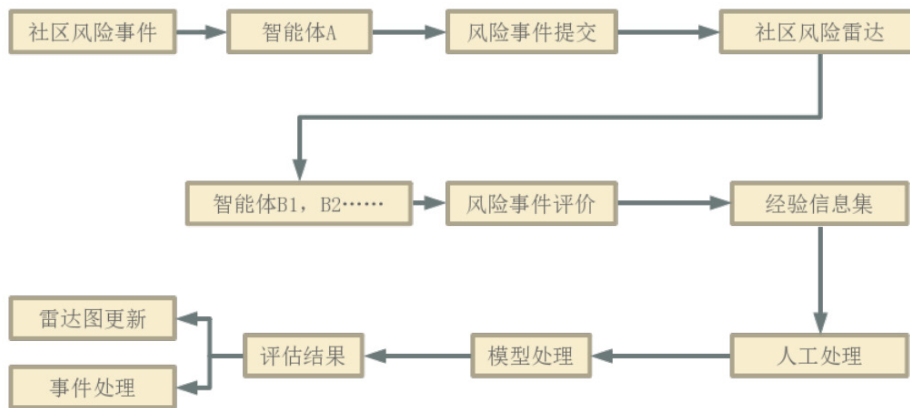 社区风险事件
智能体A
风险事件提交
社区风险雷达
智能体B1，B2……
风险事件评价
经验信息集
雷达图更新
评估结果
模型处理
人工处理
事件处理